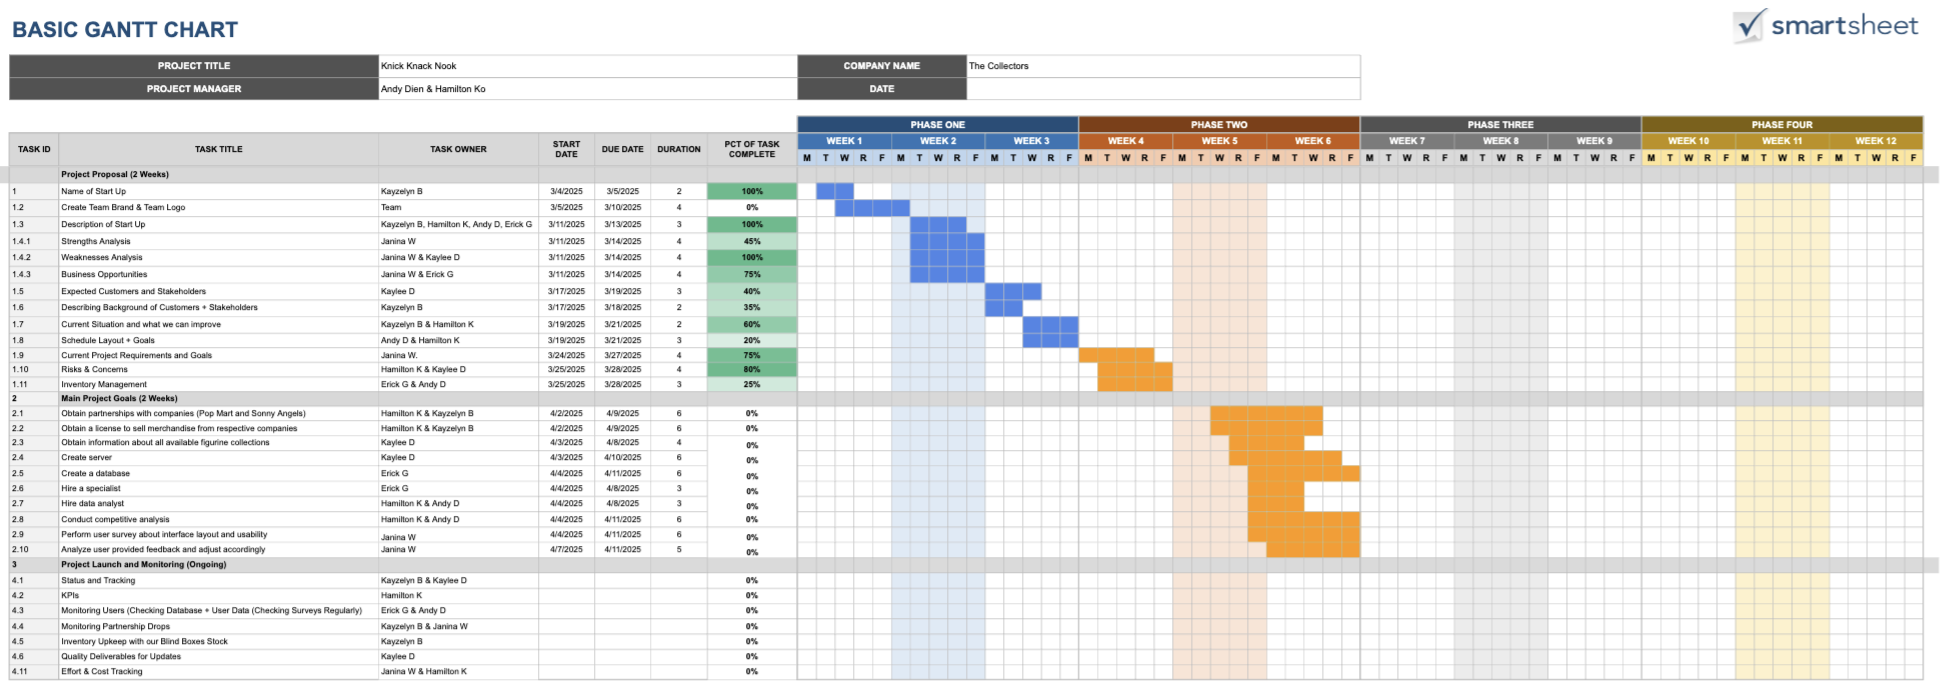 BASIC GANTT CHART
smartsheet
PROJECT TITLE Knick Knack Nook COMPANY NAME The Collectors
PROJECT MANAGER Andy Dien & Hamilton Ko DATE
PHASE ONE PHASE TWO PHASE THREE PHASE FOUR
TASK ID TASK TITLE TASK OWNER START DATE DUE DATE DURATION PCT OF TASK COMPLETE WEEK 1 WEEK 2 WEEK 3 WEEK 4 WEEK 5 WEEK 6 WEEK 7 WEEK 8 WEEK 9 WEEK 10 WEEK 11 WEEK 12
M T W R F M T W R F M T W R F M T W R F M T W R F M T W R F M T W R F M T W R F M T W R F M T W R F M T W R F M T W R F
Project Proposal (2 Weeks)
1 Name of Start Up Kayzelyn B 3/4/2025 3/5/2025 2 100%
1.2 Create Team Brand & Team Logo Team 3/5/2025 3/10/2025 4 0%
1.3 Description of Start Up Kayzelyn B, Hamilton K, Andy D, Erick G 3/11/2025 3/13/2025 3 100%
1.4.1 Strengths Analysis Janina W 3/11/2025 3/14/2025 4 45%
1.4.2 Weaknesses Analysis Janina W & Kaylee D 3/11/2025 3/14/2025 4 100%
1.4.3 Business Opportunities Janina W & Erick G 3/11/2025 3/14/2025 4 75%
1.5 Expected Customers and Stakeholders Kaylee D 3/17/2025 3/19/2025 3 40%
1.6 Describing Background of Customers + Stakeholders Kayzelyn B 3/17/2025 3/18/2025 2 35%
1.7 Current Situation and what we can improve Kayzelyn B & Hamilton K 3/19/2025 3/21/2025 2 60%
1.8 Schedule Layout + Goals Andy D & Hamilton K 3/19/2025 3/21/2025 3 20%
1.9 Current Project Requirements and Goals Janina W. 3/24/2025 3/27/2025 4 75%
1.10 Risks & Concerns Hamilton K & Kaylee D 3/25/2025 3/28/2025 4 80%
1.11 Inventory Management Erick G & Andy D 3/25/2025 3/28/2025 3 25%
2 Main Project Goals (2 Weeks)
2.1 Obtain partnerships with companies (Pop Mart and Sonny Angels) Hamilton K & Kayzelyn B 4/2/2025 4/9/2025 6 0%
2.2 Obtain a license to sell merchandise from respective companies Hamilton K & Kayzelyn B 4/2/2025 4/9/2025 6 0%
2.3 Obtain information about all available figurine collections Kaylee D 4/3/2025 4/8/2025 4 0%
2.4 Create server Kaylee D 4/3/2025 4/10/2025 6 0%
2.5 Create a database Erick G 4/4/2025 4/11/2025 6 0%
2.6 Hire a specialist Erick G 4/4/2025 4/8/2025 3 0%
2.7 Hire data analyst Hamilton K & Andy D 4/4/2025 4/8/2025 3 0%
2.8 Conduct competitive analysis Hamilton K & Andy D 4/4/2025 4/11/2025 6 0%
2.9 Perform user survey about interface layout and usability Janina W 4/4/2025 4/11/2025 6 0%
2.10 Analyze user provided feedback and adjust accordingly Janina W 4/7/2025 4/11/2025 5 0%
3 Project Launch and Monitoring (Ongoing)
4.1 Status and Tracking Kayzelyn B & Kaylee D 0%
4.2 KPIs Hamilton K 0%
4.3 Monitoring Users (Checking Database + User Data (Checking Surveys Regularly) Erick G & Andy D 0%
4.4 Monitoring Partnership Drops Kayzelyn B & Janina W 0%
4.5 Inventory Upkeep with our Blind Boxes Stock Kayzelyn B 0%
4.6 Quality Deliverables for Updates Kaylee D 0%
4.11 Effort & Cost Tracking Janina W & Hamilton K 0%